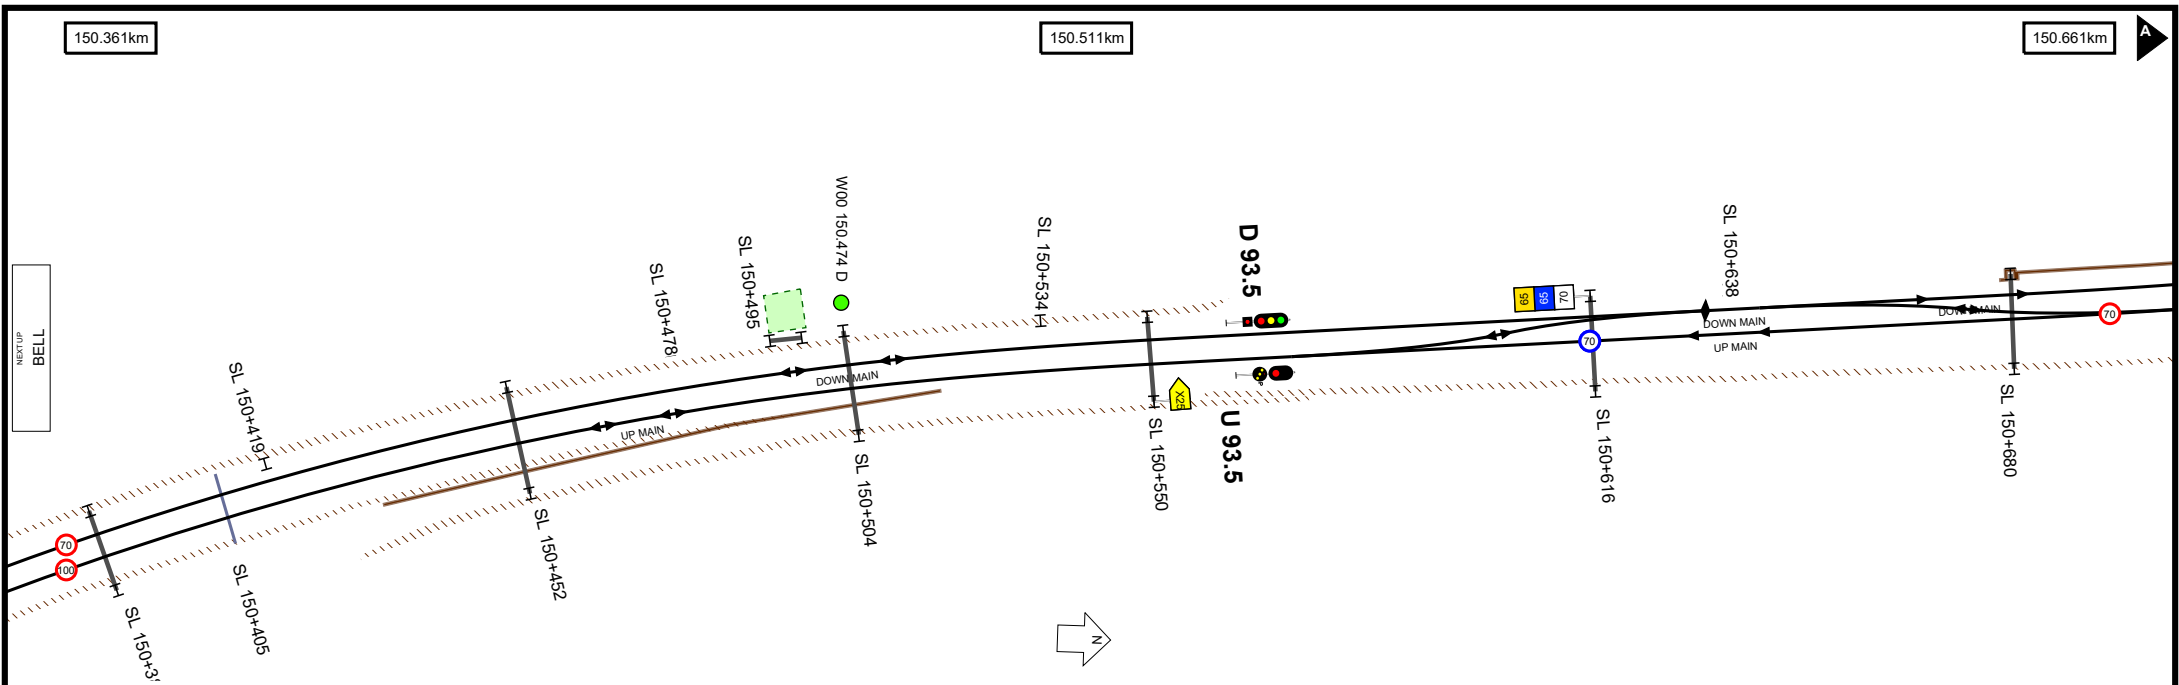 150.361km
150.511km
150.661km
A
NEXT UP
BELL
SL 150+419
SL 150+405
70
100
SL 150+452
SL 150+478
SL 150+495
W00 150.474 D
SL 150+534
DOWN MAIN
UP MAIN
SL 150+504
D 93.5
U 93.5
X25
SL 150+550
65
65
70
70
SL 150+616
SL 150+638
DOWN MAIN
UP MAIN
DOWN MAIN
70
SL 150+680
N